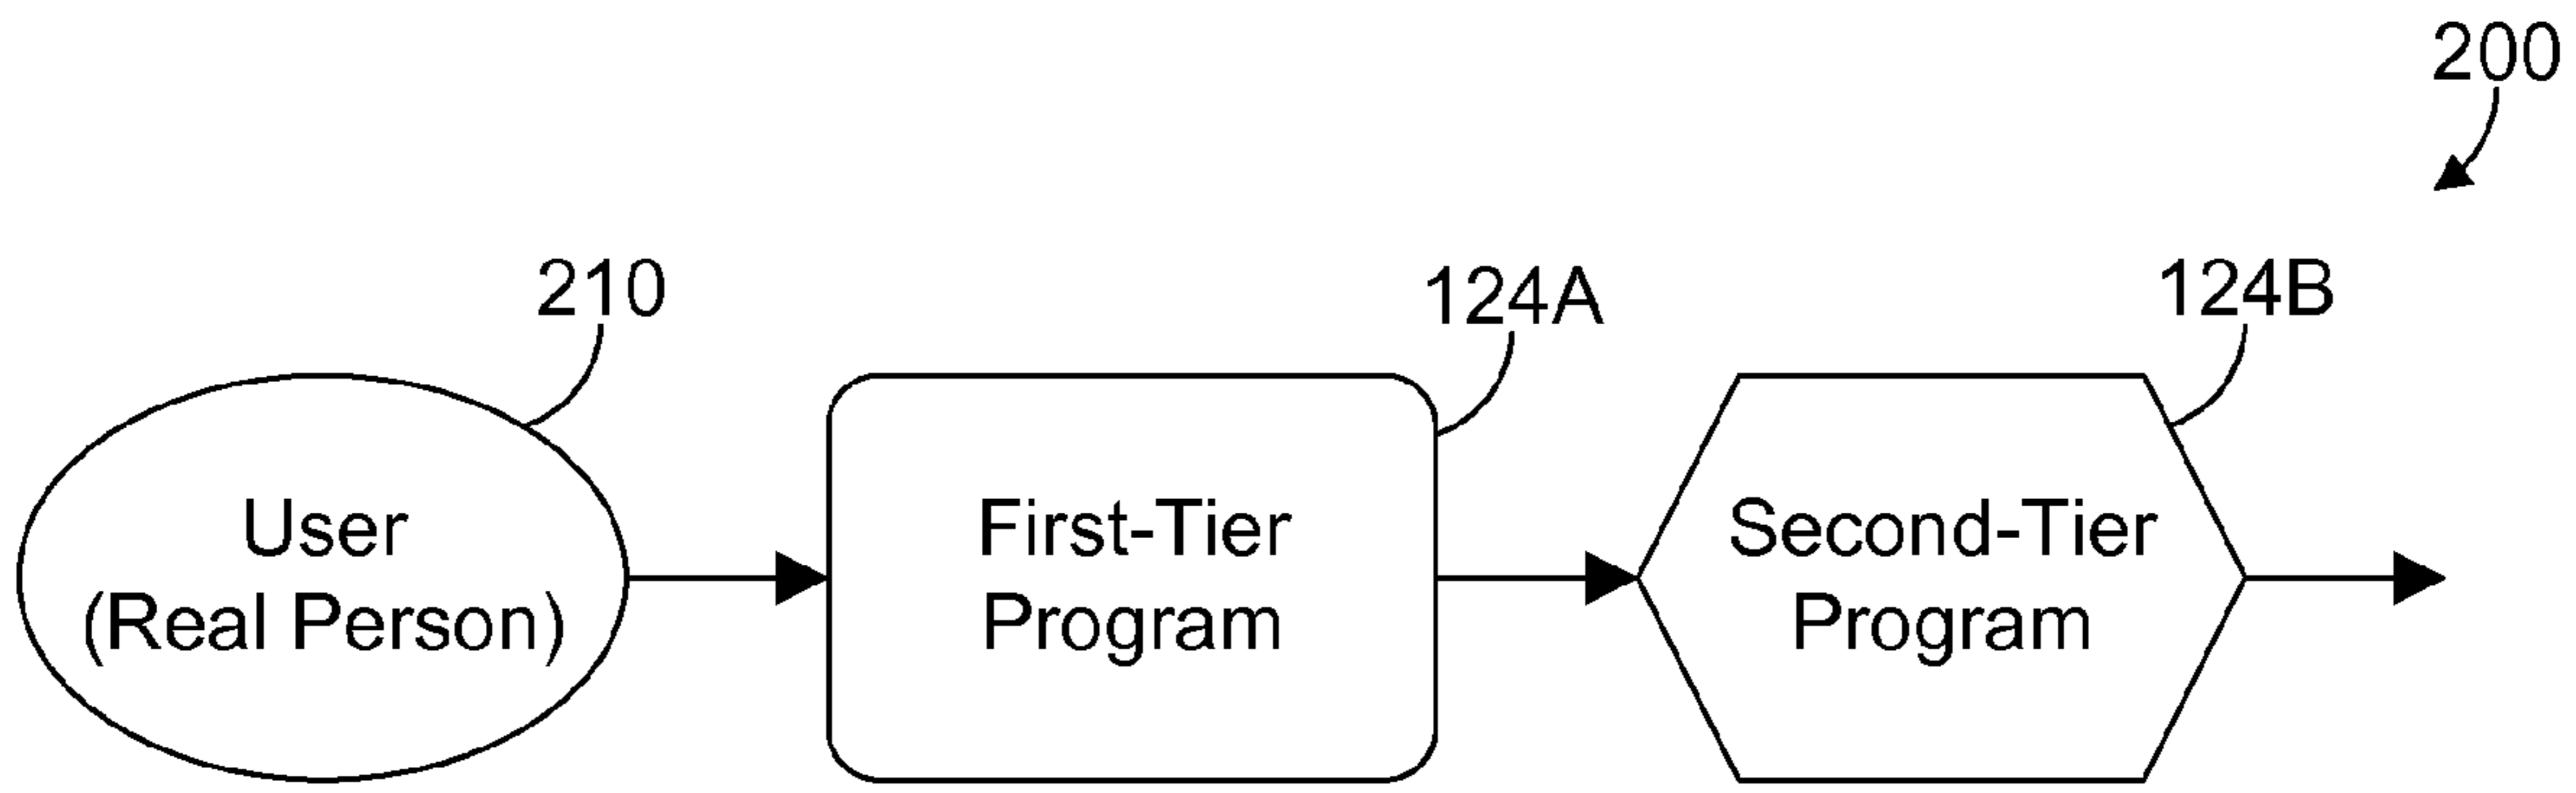 200
210
124A
124B
User
(Real Person)
First-Tier
Program
Second-Tier
Program